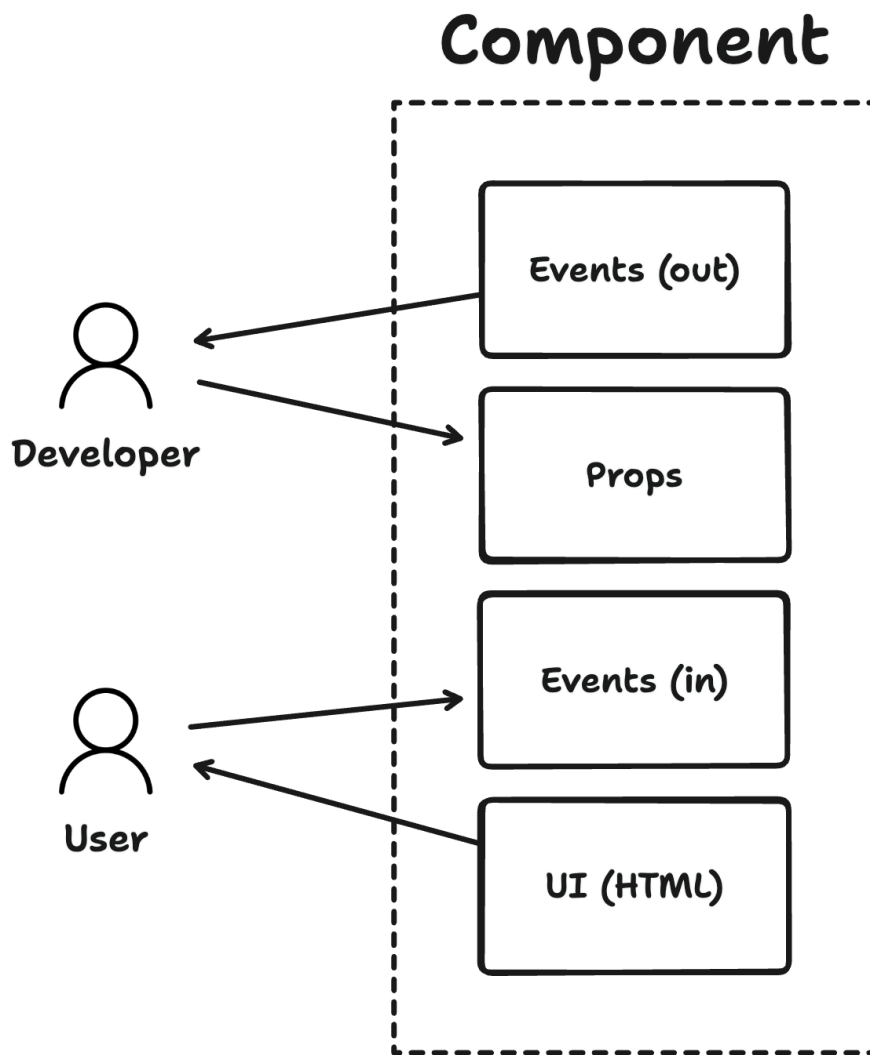 Component
Events (out)
Developer
Props
Events (in)
User
UI (HTML)